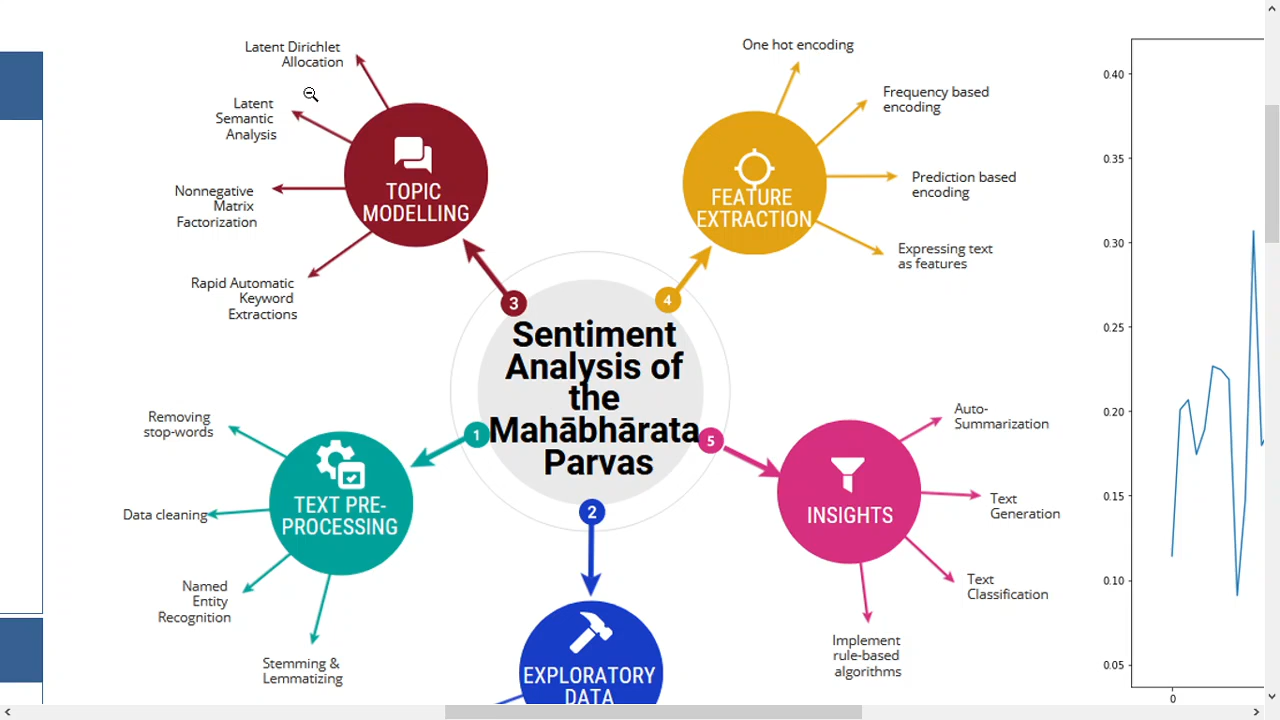 Latent Dirichlet
Allocation
Latent
Semantic
Analysis
Nonnegative
Matrix
Factorization
Rapid Automatic
Keyword
Extractions
TOPIC
MODELLING
3
One hot encoding
Frequency based
encoding
Prediction based
encoding
Expressing text
as features
FEATURE
EXTRACTION
4
Sentiment
Analysis of
the
Mahābhārata
Parvas
1
Removing
stop-words
Data cleaning
Named
Entity
Recognition
Stemming &
Lemmatizing
TEXT PRE-
PROCESSING
2
EXPLORATORY
DATA
5
INSIGHTS
Auto-
Summarization
Text
Generation
Text
Classification
Implement
rule-based
algorithms
0.40
0.35
0.30
0.25
0.20
0.15
0.10
0.05
0